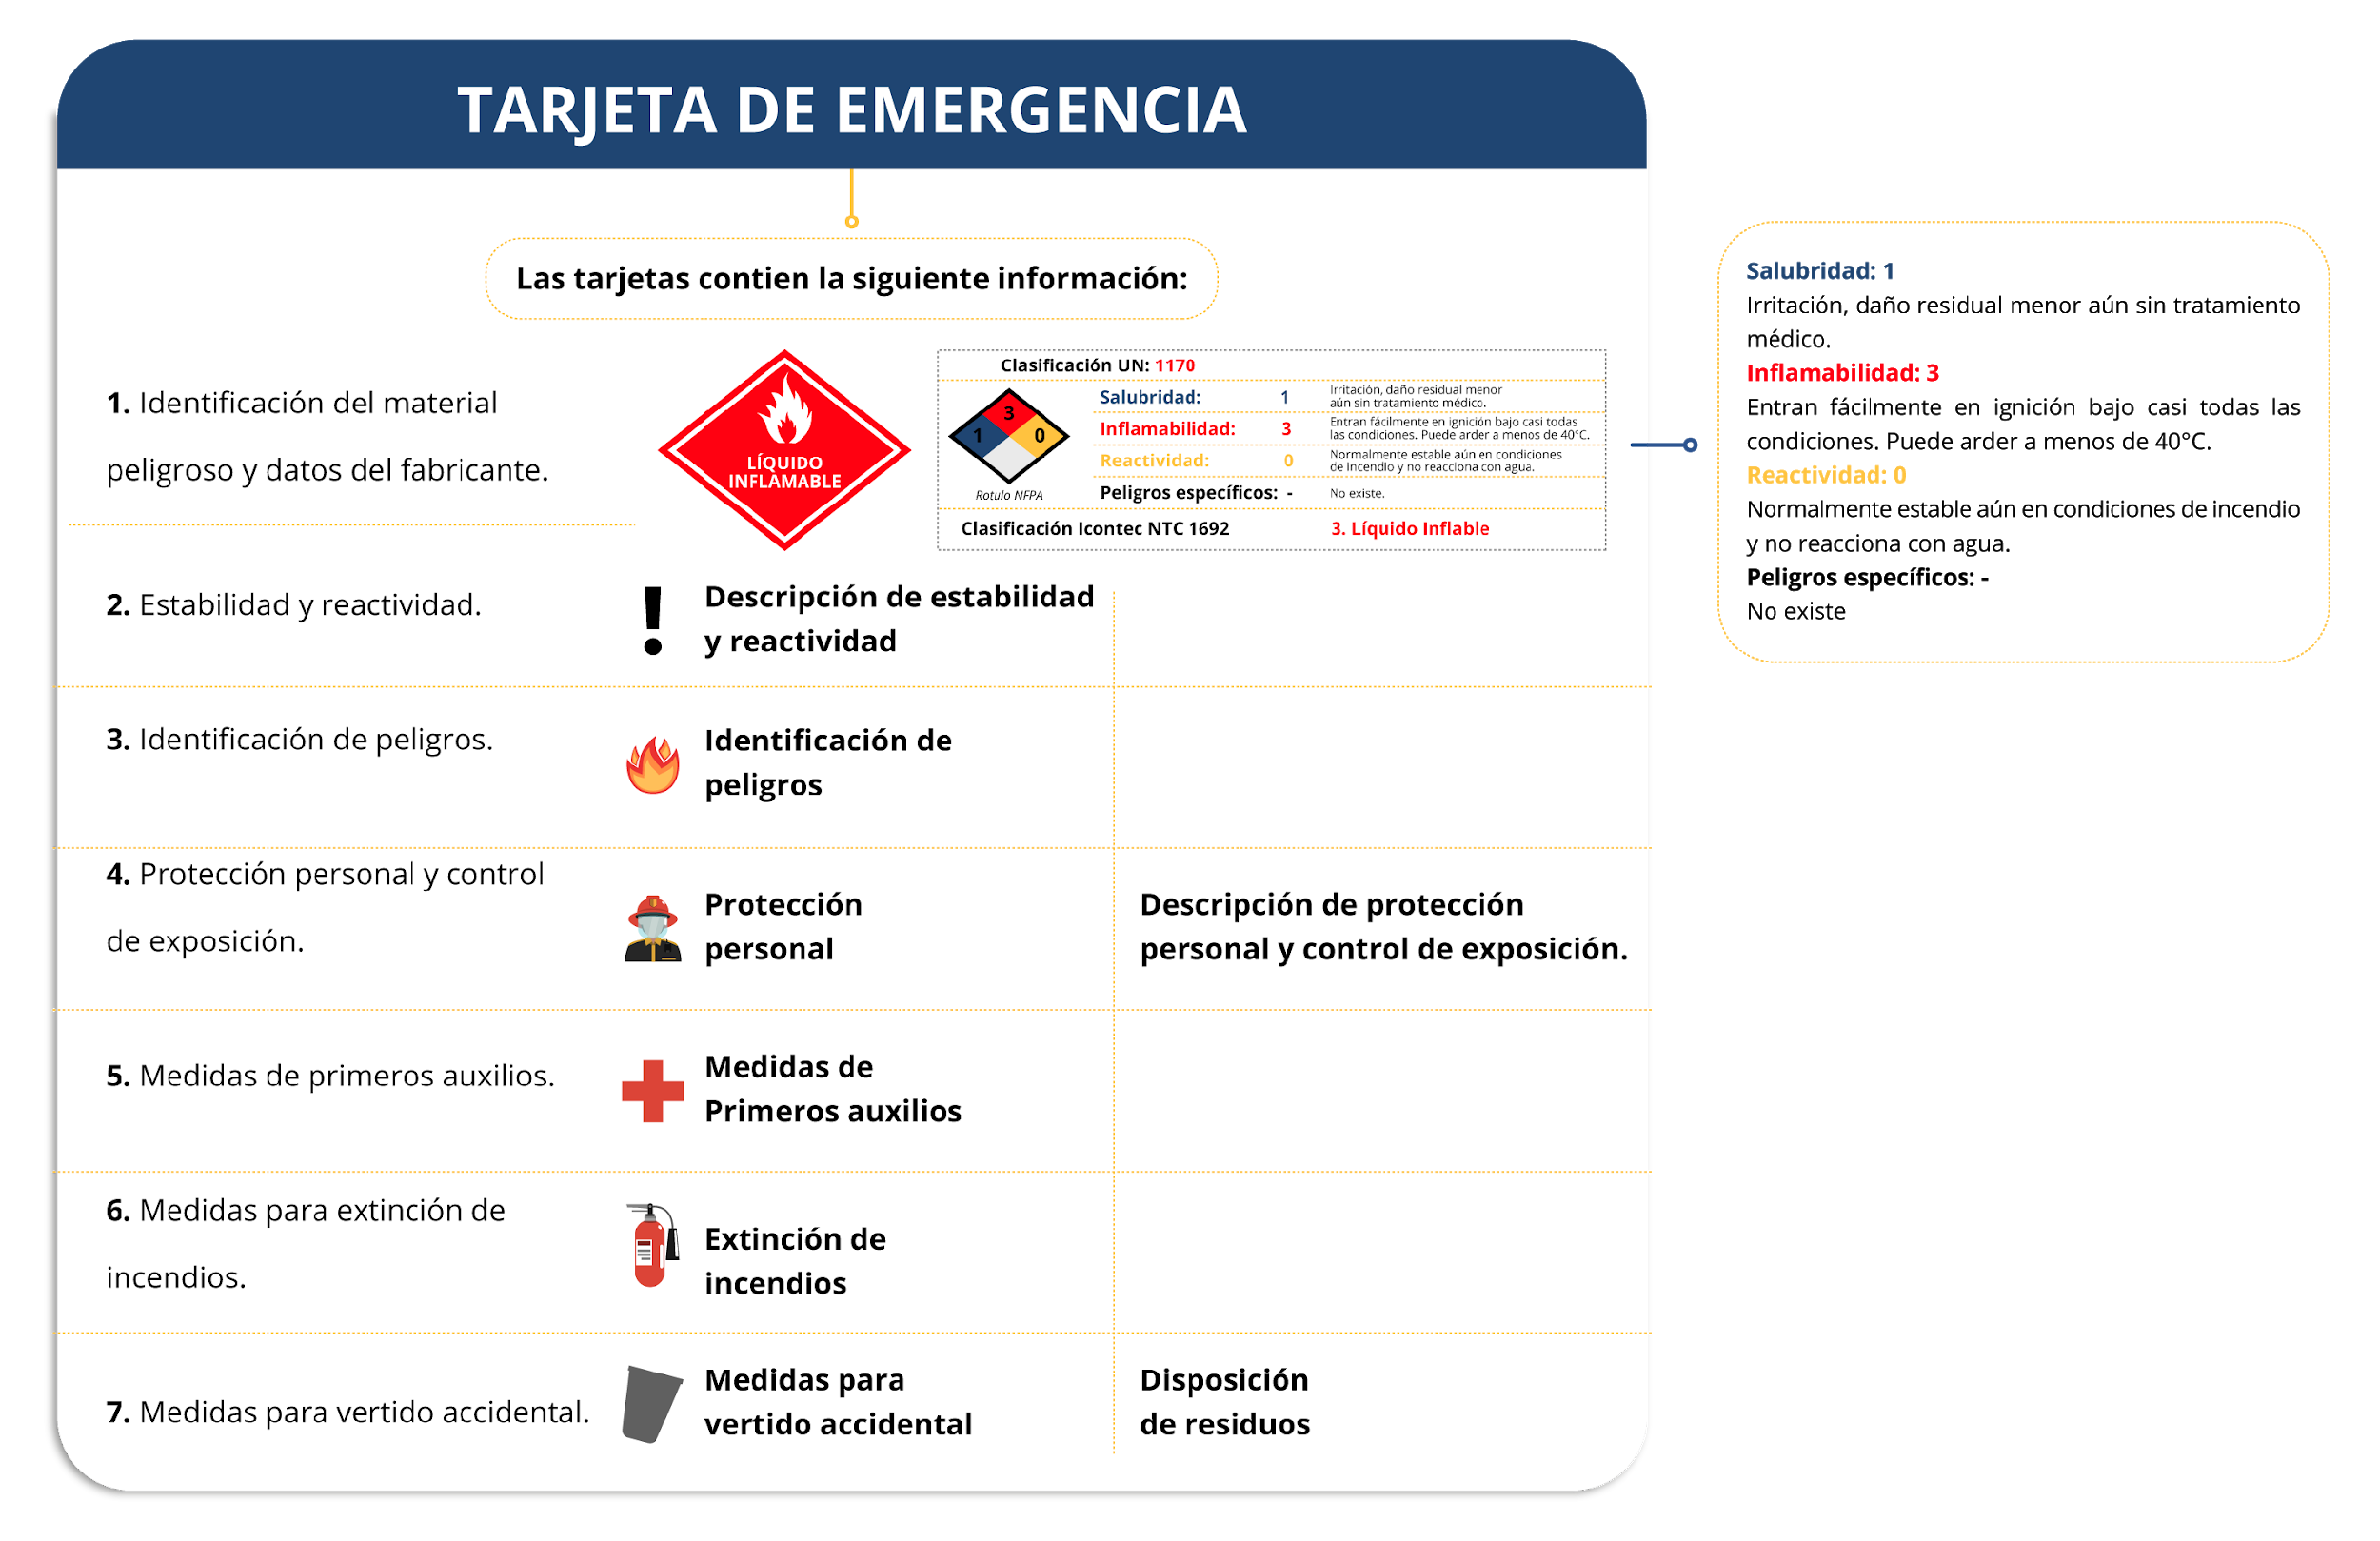 TARJETA DE EMERGENCIA
Las tarjetas contien la siguiente información:
1. Identificación del material
peligroso y datos del fabricante.
LÍQUIDO
INFLAMABLE
Clasificación UN: 1170
3
1
0
Rotulo NFPA
Salubridad: 1
Irritación, daño residual menor
aún sin tratamiento médico.
Inflamabilidad: 3
Entran fácilmente en ignición bajo casi todas
las condiciones. Puede arder a menos de 40°C.
Reactividad: 0
Normalmente estable aún en condiciones
de incendio y no reacciona con agua.
Peligros específicos: - No existe.
Clasificación Icontec NTC 1692 3. Líquido Inflable
Salubridad: 1
Irritación, daño residual menor aún sin tratamiento
médico.
Inflamabilidad: 3
Entran fácilmente en ignición bajo casi todas las
condiciones. Puede arder a menos de 40°C.
Reactividad: 0
Normalmente estable aún en condiciones de incendio
y no reacciona con agua.
Peligros específicos: -
No existe
2. Estabilidad y reactividad.
Descripción de estabilidad
y reactividad
3. Identificación de peligros.
Identificación de
peligros
4. Protección personal y control
de exposición.
Protección
personal
Descripción de protección
personal y control de exposición.
5. Medidas de primeros auxilios.
Medidas de
Primeros auxilios
6. Medidas para extinción de
incendios.
Extinción de
incendios
7. Medidas para vertido accidental.
Medidas para
vertido accidental
Disposición
de residuos